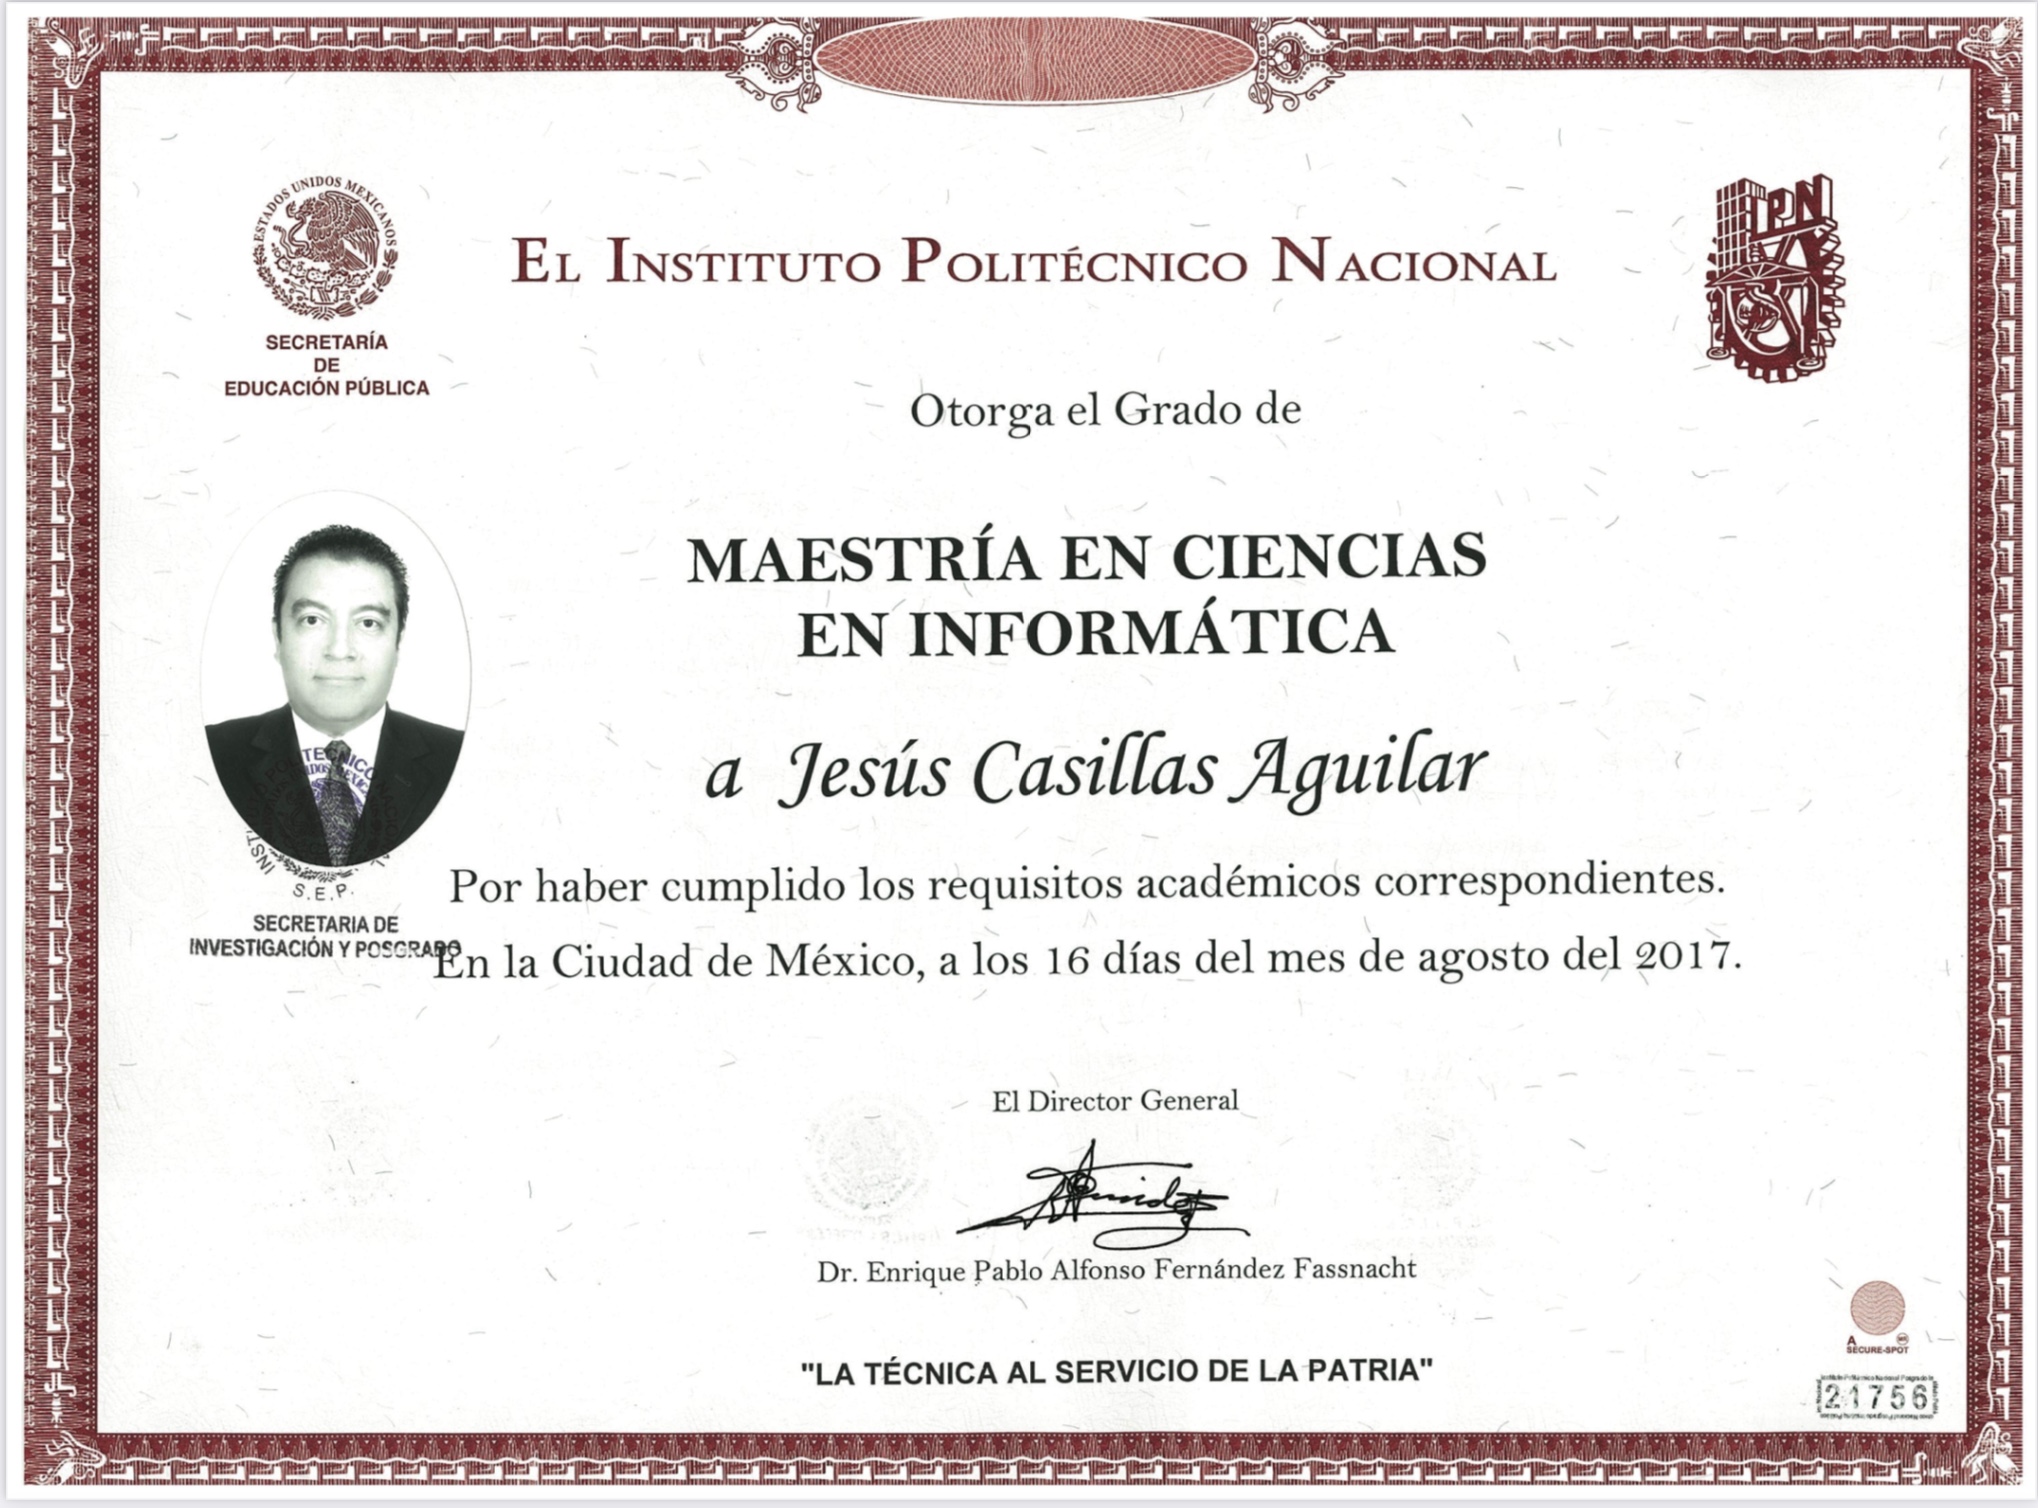 ESTADOS UNIDOS MEXICANOS
SECRETARÍA
DE
EDUCACIÓN PÚBLICA
EL INSTITUTO POLITÉCNICO NACIONAL
IPN
Otorga el Grado de
MAESTRÍA EN CIENCIAS
EN INFORMÁTICA
a Jesús Casillas Aguilar
S.E.P.
SECRETARIA DE
INVESTIGACIÓN Y POSGRADO
Por haber cumplido los requisitos académicos correspondientes.
En la Ciudad de México, a los 16 días del mes de agosto del 2017.
El Director General
Dr. Enrique Pablo Alfonso Fernández Fassnacht
"LA TÉCNICA AL SERVICIO DE LA PATRIA"
A
SECURE-SPOT
21756